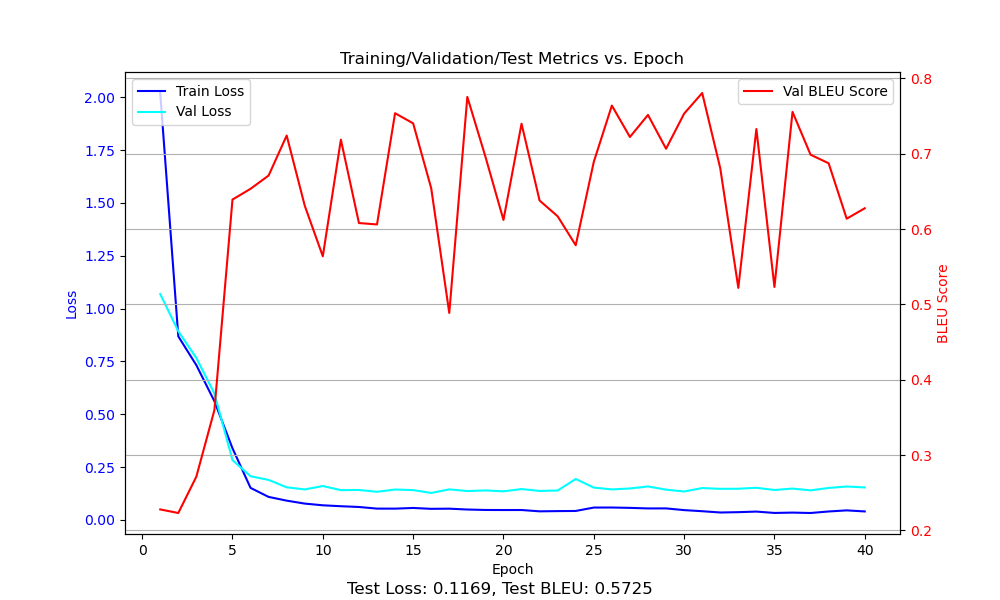 Training/Validation/Test Metrics vs. Epoch
Train Loss
Val Loss
Val BLEU Score
Loss
2.00
1.75
1.50
1.25
1.00
0.75
0.50
0.25
0.00
0.8
0.7
0.6
0.5
0.4
0.3
0.2
BLEU Score
0 5 10 15 20 25 30 35 40
Epoch
Test Loss: 0.1169, Test BLEU: 0.5725